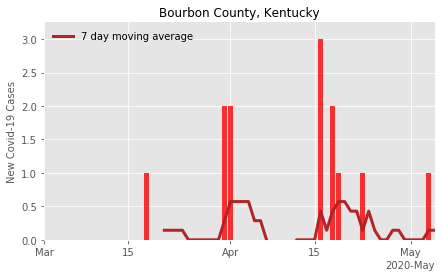 Bourbon County, Kentucky
7 day moving average
New Covid-19 Cases
3.0
2.5
2.0
1.5
1.0
0.5
0.0
Mar 15 Apr 15 May
2020-May